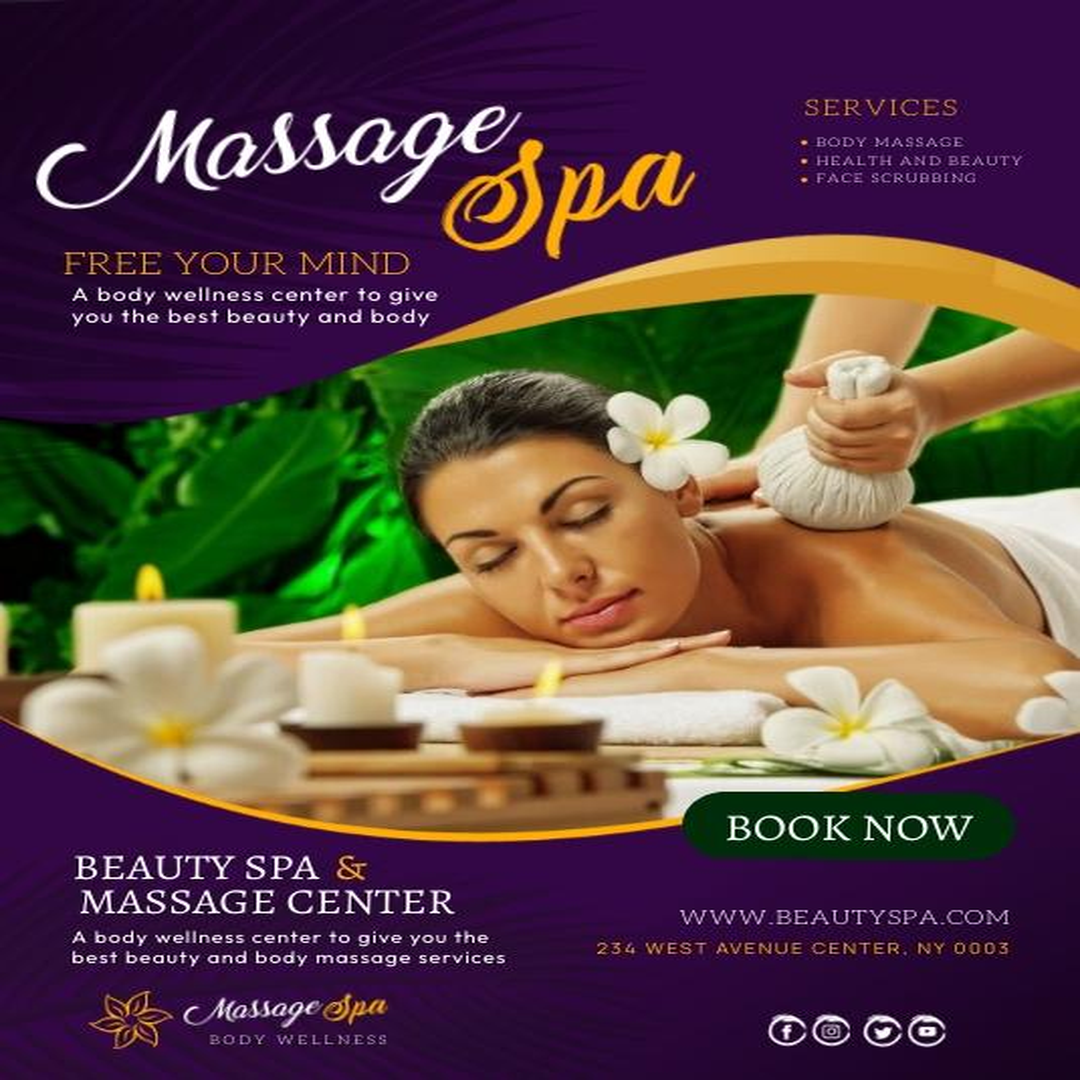 Massage
Spa
SERVICES
• BODY MASSAGE
• HEALTH AND BEAUTY
• FACE SCRUBBING
FREE YOUR MIND
A body wellness center to give
you the best beauty and body
BOOK NOW
BEAUTY SPA &
MASSAGE CENTER
A body wellness center to give you the
best beauty and body massage services
WWW.BEAUTYSPA.COM
234 WEST AVENUE CENTER, NY 0003
Massage Spa
BODY WELLNESS